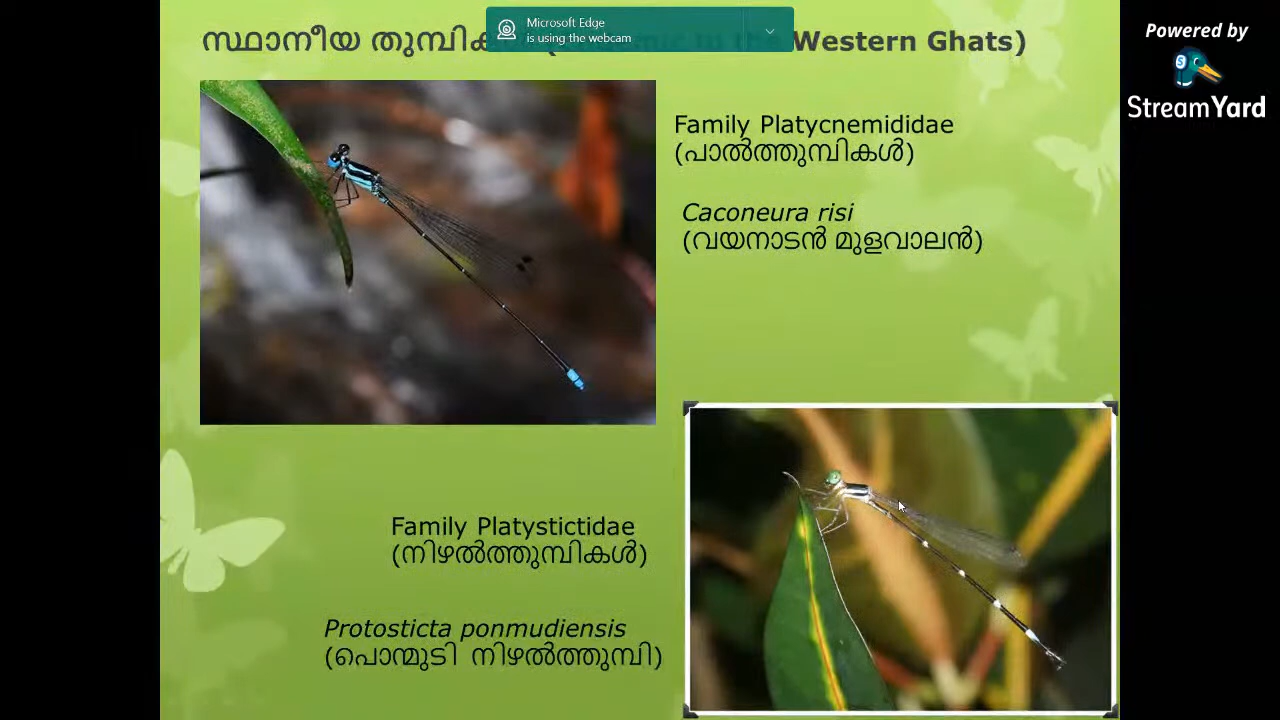 സ്ഥാനീയ Western Ghats)
Microsoft Edge
is using the webcam
Powered by
StreamYard
Family Platycnemididae
(പാൽത്തുമ്പികൾ)
Caconeura risi
(വയനാടൻ മുളവാലൻ)
Family Platystictidae
(നിഴൽത്തുമ്പികൾ)
Protosticta ponmudiensis
(പൊന്മുടി നിഴൽത്തുമ്പി)